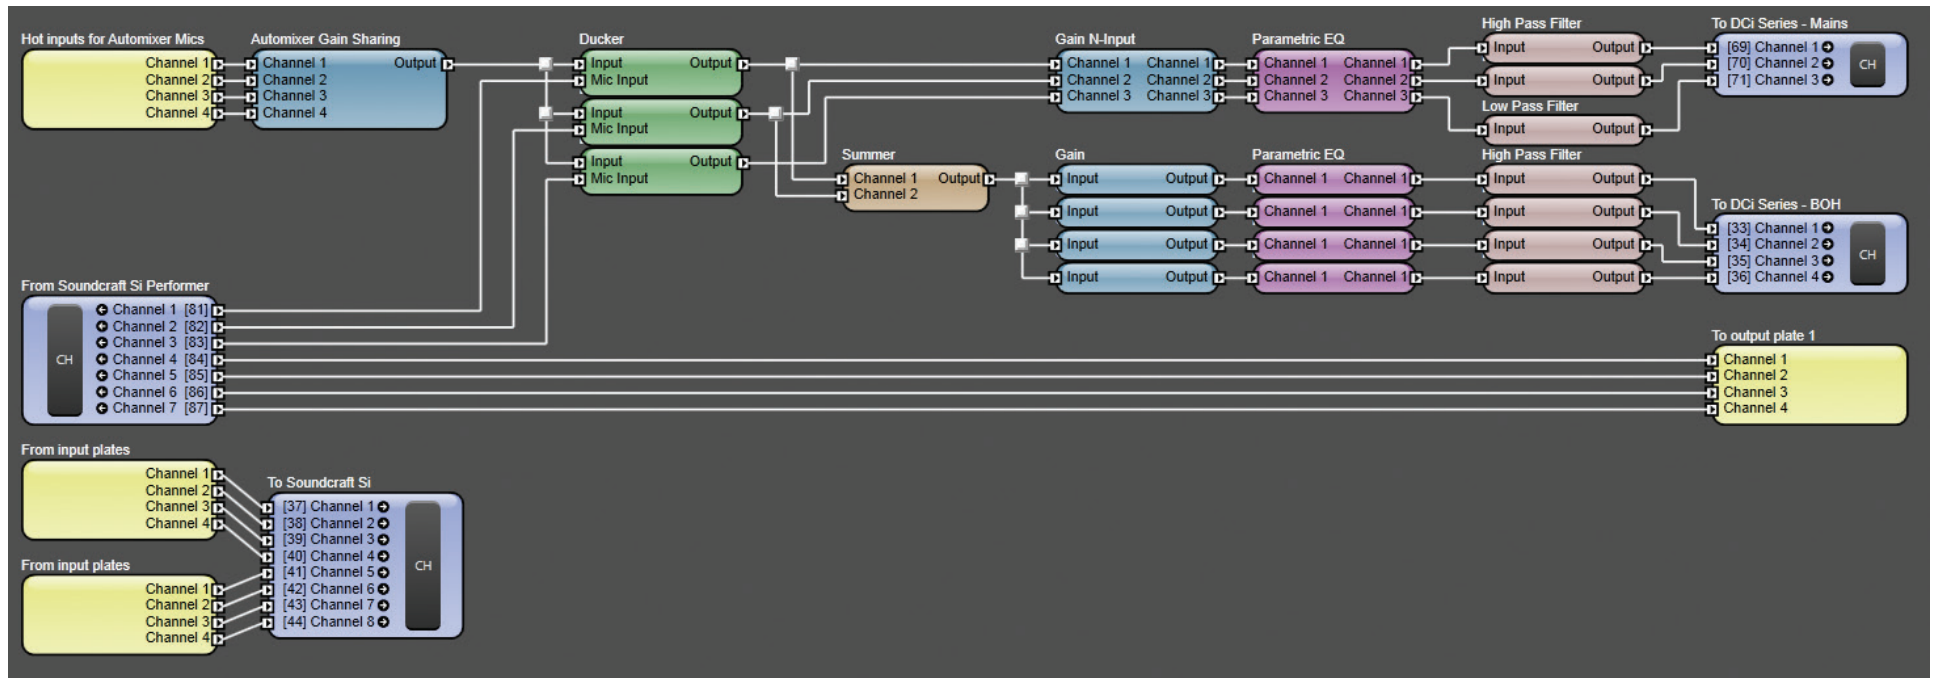 Hot inputs for Automixer Mics
Channel 1
Channel 2
Channel 3
Channel 4
Automixer Gain Sharing
Channel 1 Output
Channel 2
Channel 3
Channel 4
Ducker
Input Output
Mic Input
Input Output
Mic Input
Input Output
Mic Input
Summer
Channel 1 Output
Channel 2
Gain N-Input
Channel 1 Channel 1
Channel 2 Channel 2
Channel 3 Channel 3
Parametric EQ
Channel 1 Channel 1
Channel 2 Channel 2
Channel 3 Channel 3
High Pass Filter
Input Output
Input Output
Low Pass Filter
Input Output
To DCi Series - Mains
[69] Channel 1
[70] Channel 2
[71] Channel 3
CH
Gain
Input Output
Input Output
Input Output
Input Output
Parametric EQ
Channel 1 Channel 1
Channel 1 Channel 1
Channel 1 Channel 1
Channel 1 Channel 1
High Pass Filter
Input Output
Input Output
Input Output
Input Output
To DCi Series - BOH
[33] Channel 1
[34] Channel 2
[35] Channel 3
[36] Channel 4
CH
From Soundcraft Si Performer
CH
Channel 1 [81]
Channel 2 [82]
Channel 3 [83]
Channel 4 [84]
Channel 5 [85]
Channel 6 [86]
Channel 7 [87]
To output plate 1
Channel 1
Channel 2
Channel 3
Channel 4
From input plates
Channel 1
Channel 2
Channel 3
Channel 4
To Soundcraft Si
[37] Channel 1
[38] Channel 2
[39] Channel 3
[40] Channel 4
[41] Channel 5
[42] Channel 6
[43] Channel 7
[44] Channel 8
CH
From input plates
Channel 1
Channel 2
Channel 3
Channel 4